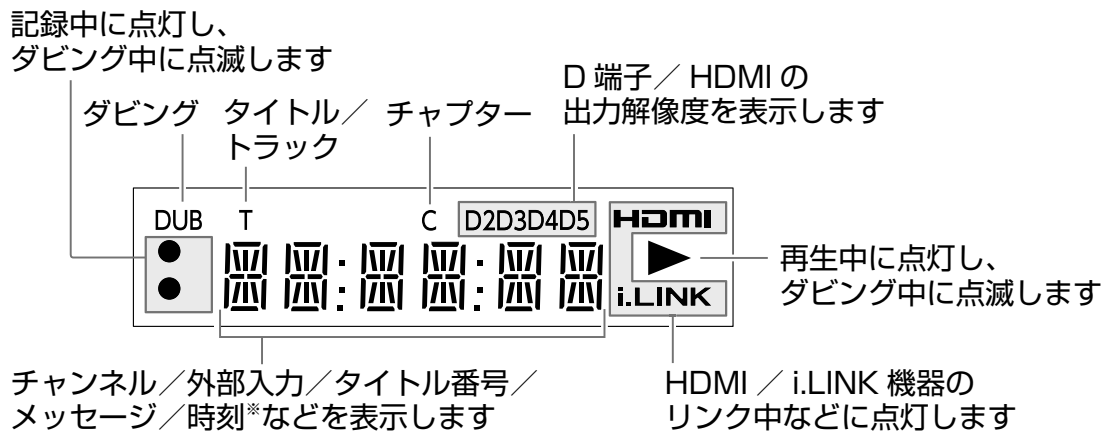 記録中に点灯し、
ダビング中に点滅します
D 端子／ HDMI の
出力解像度を表示します
ダビング
タイトル／
トラック
チャプター
DUB T C D2D3D4D5 HDMI
i.LINK
再生中に点灯し、
ダビング中に点滅します
チャンネル／外部入力／タイトル番号／
メッセージ／時刻※などを表示します
HDMI ／ i.LINK 機器の
リンク中などに点灯します